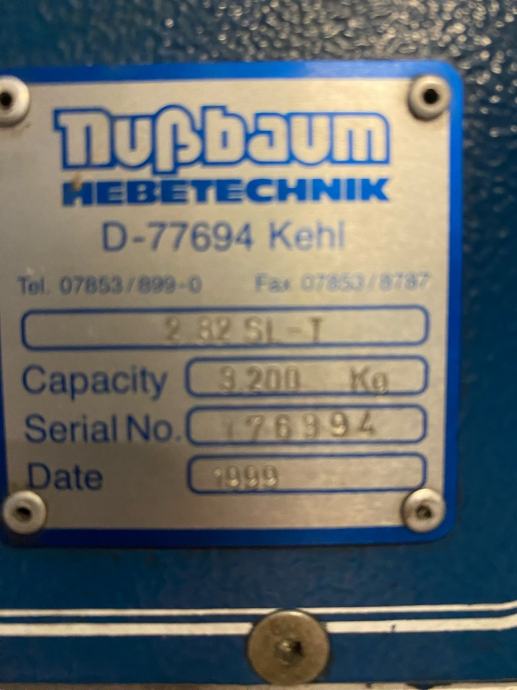 Nußbaum
HEBETECHNIK
D-77694 Kehl
Tel. 07853/899-0 Fax 07853/8787
2.32 SL-T
Capacity 3.200 Kg
Serial No.
Date 1999